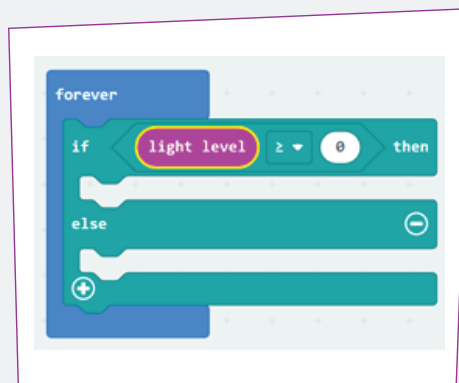 forever
if light level ≥ 0 then
else